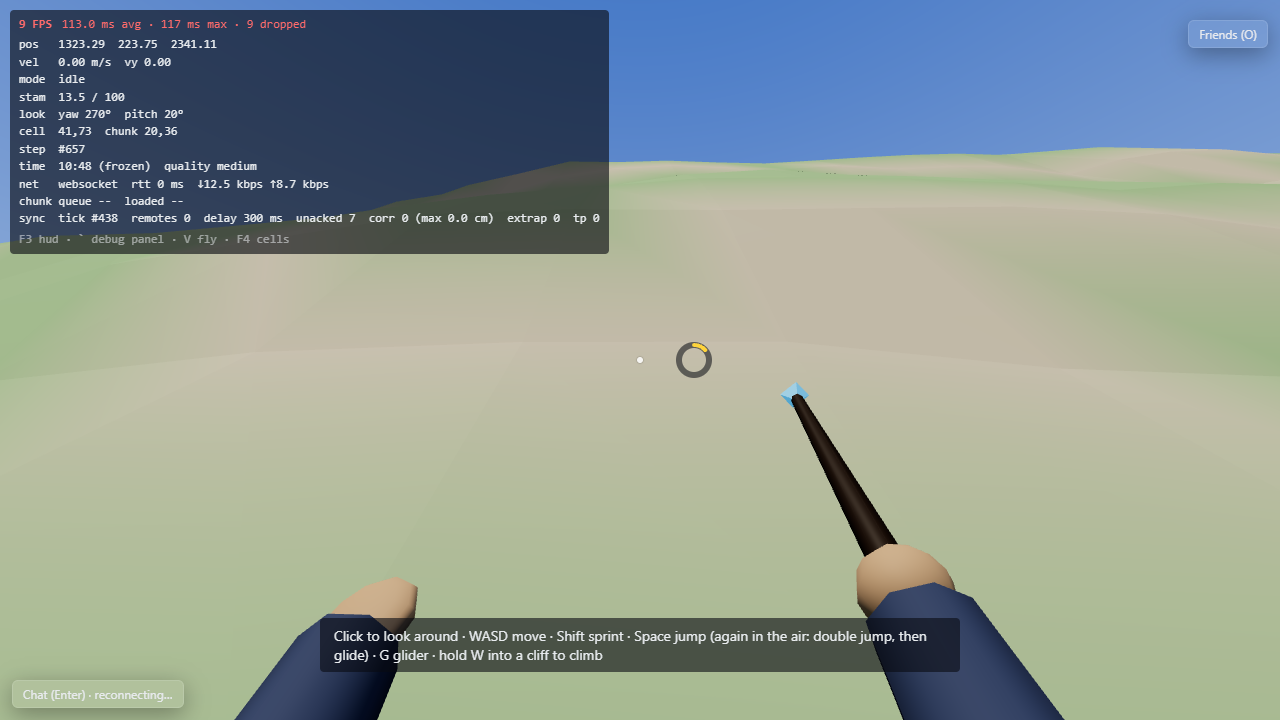 9 FPS 113.0 ms avg · 117 ms max · 9 dropped
pos 1323.29 223.75 2341.11
vel 0.00 m/s vy 0.00
mode idle
stam 13.5 / 100
look yaw 270° pitch 20°
cell 41,73 chunk 20,36
step #657
time 10:48 (frozen) quality medium
net websocket rtt 0 ms ↓12.5 kbps ↑8.7 kbps
chunk queue -- loaded --
sync tick #438 remotes 0 delay 300 ms unacked 7 corr 0 (max 0.0 cm) extrap 0 tp 0
F3 hud · ` debug panel · V fly · F4 cells
Friends (O)
Click to look around · WASD move · Shift sprint · Space jump (again in the air: double jump, then
glide) · G glider · hold W into a cliff to climb
Chat (Enter) · reconnecting...